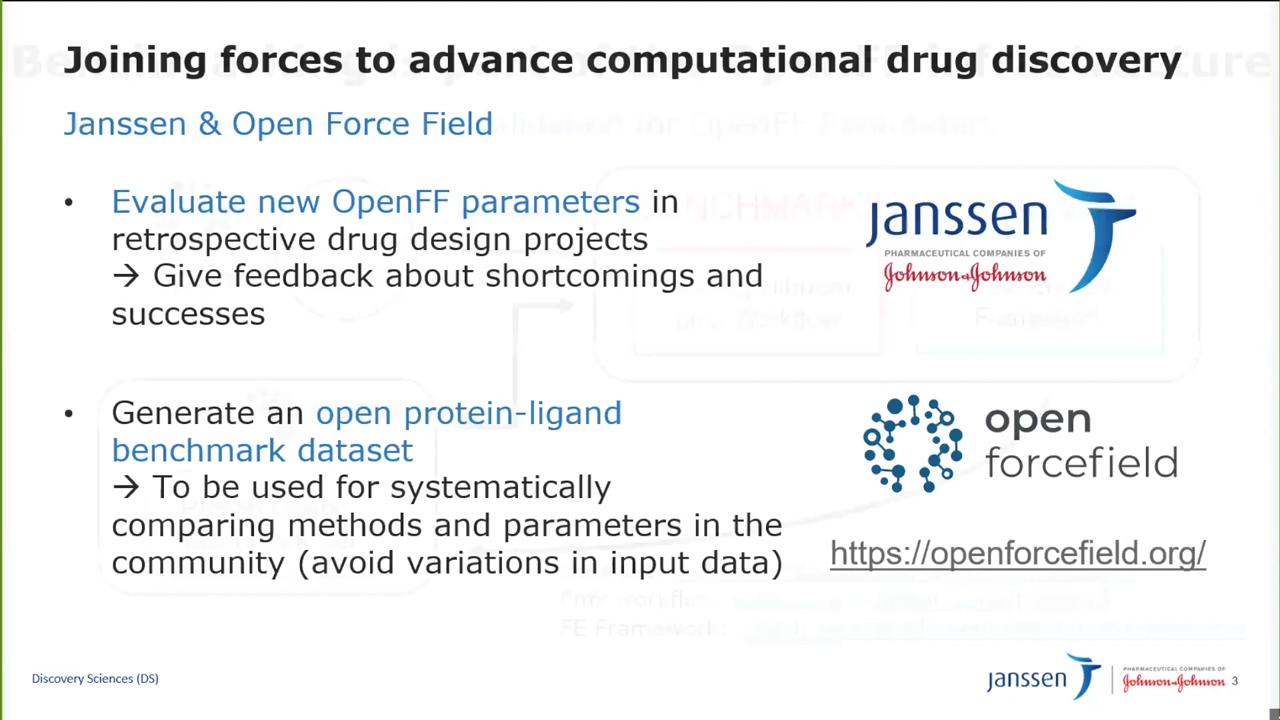 Joining forces to advance computational drug discovery
Janssen & Open Force Field
• Evaluate new OpenFF parameters in
retrospective drug design projects
→ Give feedback about shortcomings and
successes
janssen
PHARMACEUTICAL COMPANIES OF
Johnson & Johnson
• Generate an open protein-ligand
benchmark dataset
→ To be used for systematically
comparing methods and parameters in the
community (avoid variations in input data)
open
forcefield
https://openforcefield.org/
FE Framework:
Discovery Sciences (DS)
janssen
PHARMACEUTICAL COMPANIES OF
Johnson & Johnson
3